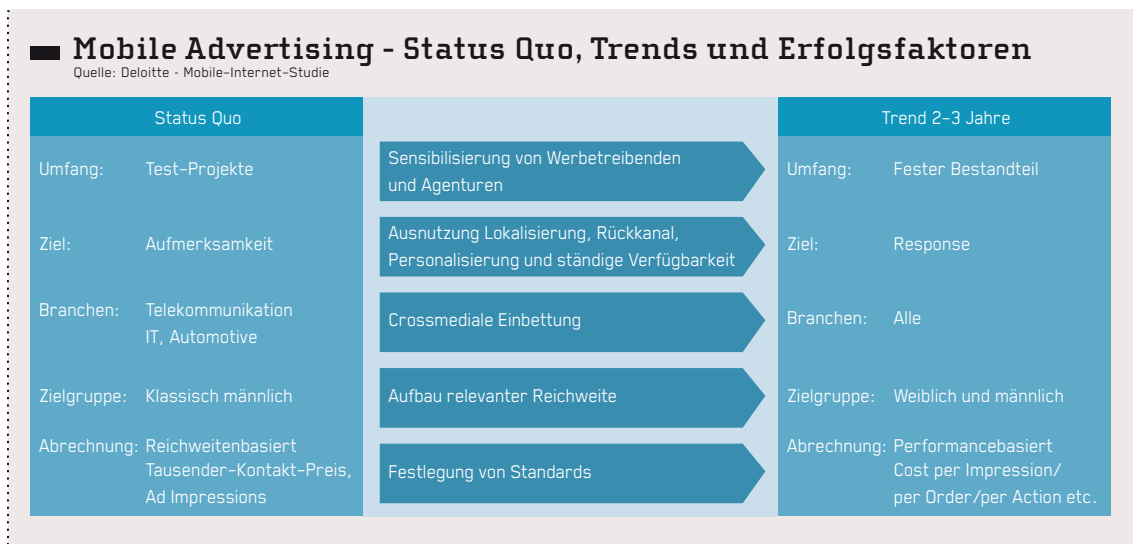 Mobile Advertising - Status Quo, Trends und Erfolgsfaktoren
Quelle: Deloitte - Mobile-Internet-Studie
Status Quo
Umfang: Test-Projekte
Ziel: Aufmerksamkeit
Branchen: Telekommunikation
IT, Automotive
Zielgruppe: Klassisch männlich
Abrechnung: Reichweitenbasiert
Tausender-Kontakt-Preis,
Ad Impressions
Sensibilisierung von Werbetreibenden
und Agenturen
Ausnutzung Lokalisierung, Rückkanal,
Personalisierung und ständige Verfügbarkeit
Crossmediale Einbettung
Aufbau relevanter Reichweite
Festlegung von Standards
Trend 2-3 Jahre
Umfang: Fester Bestandteil
Ziel: Response
Branchen: Alle
Zielgruppe: Weiblich und männlich
Abrechnung: Performancebasiert
Cost per Impression/
per Order/per Action etc.